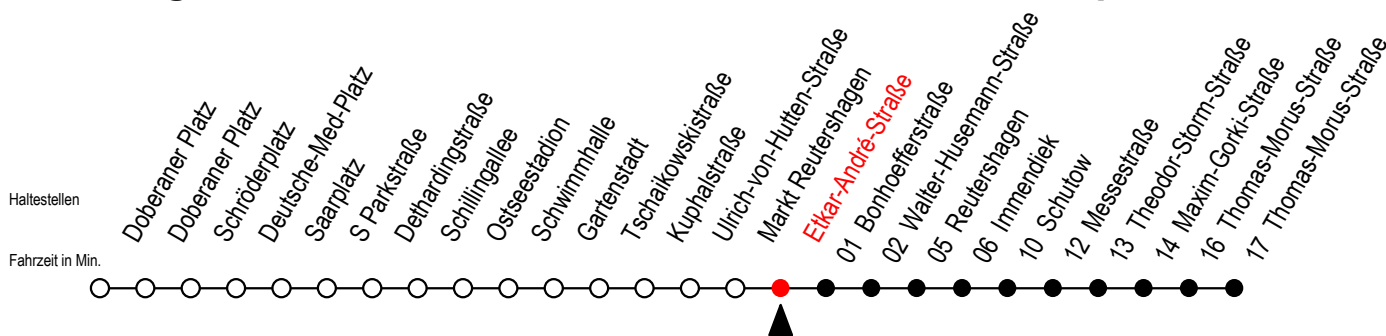 Haltestellen
Doberaner Platz
Doberaner Platz
Schröderplatz
Deutsche-Med-Platz
Saarplatz
S Parkstraße
Dethardingstraße
Schillingallee
Ostseestadion
Schwimmhalle
Gartenstadt
Tschaikowskistraße
Kuphalstraße
Ulrich-von-Hutten-Straße
Markt Reutershagen
Etkar-André-Straße
01 Bonhoefferstraße
02 Walter-Husemann-Straße
05 Reutershagen
06 Immendiek
10 Schutow
12 Messestraße
13 Theodor-Storm-Straße
14 Maxim-Gorki-Straße
16 Thomas-Morus-Straße
17 Thomas-Morus-Straße
Fahrzeit in Min.